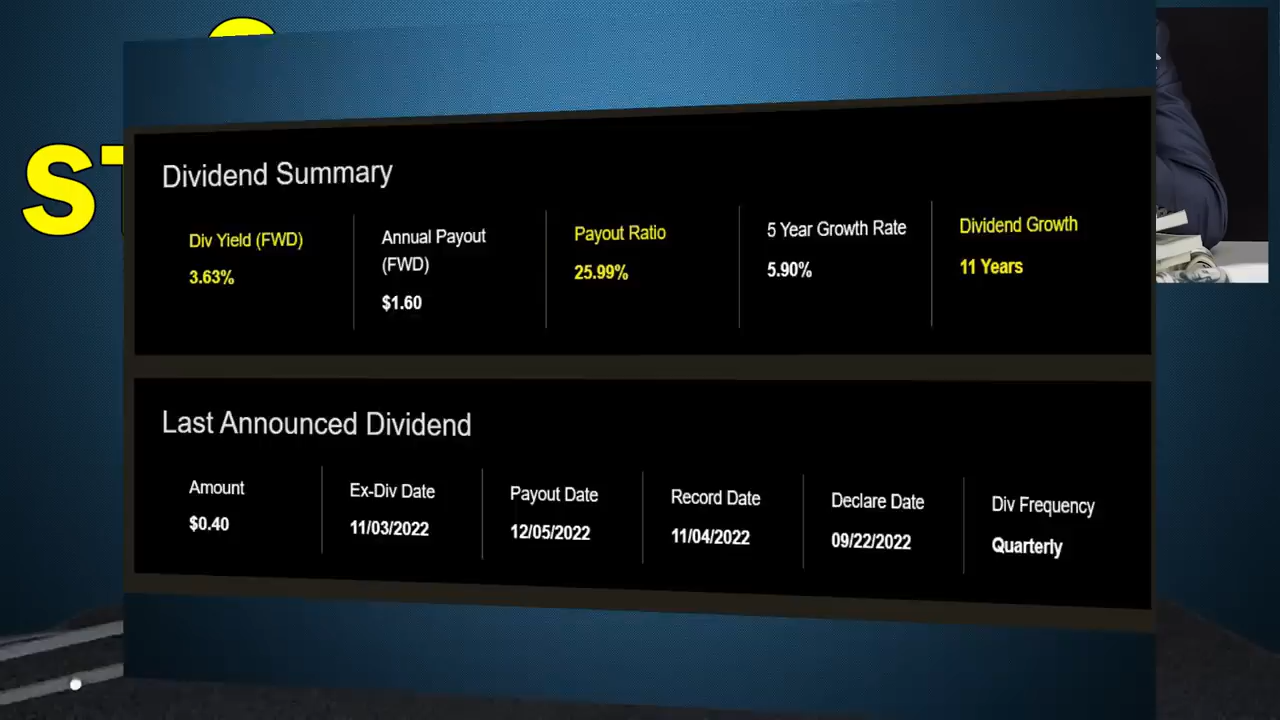 ST
Dividend Summary
Div Yield (FWD)
3.63%
Annual Payout
(FWD)
$1.60
Payout Ratio
25.99%
5 Year Growth Rate
5.90%
Dividend Growth
11 Years
Last Announced Dividend
Amount
$0.40
Ex-Div Date
11/03/2022
Payout Date
12/05/2022
Record Date
11/04/2022
Declare Date
09/22/2022
Div Frequency
Quarterly